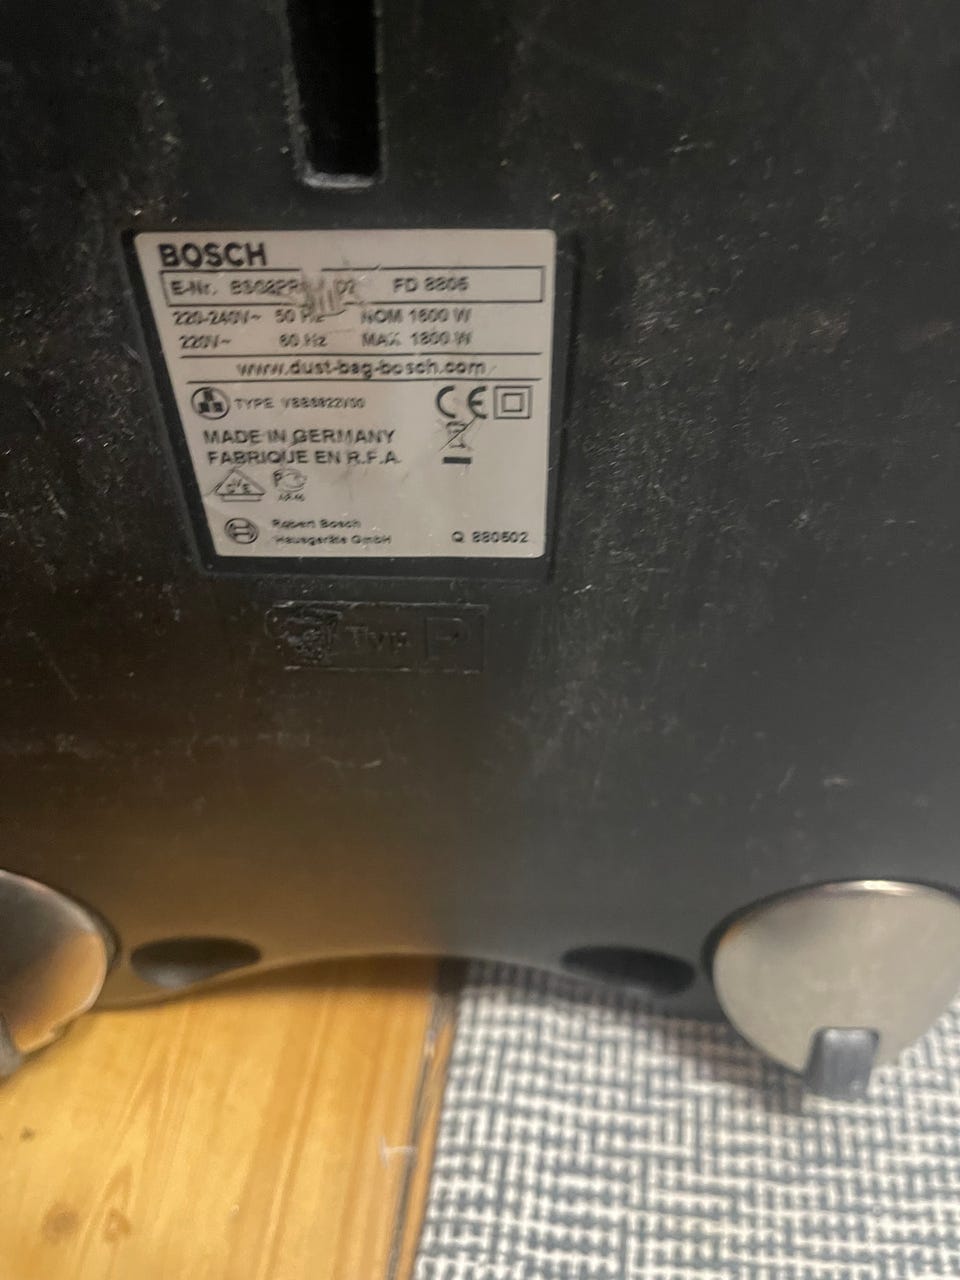 BOSCH
E-Nr. FD 8806
220-240V~ 50 Hz NOM 1600 W
220V~ 60 Hz MAX. 1800 W
www.dust-bag-bosch.com
TYPE
CE
MADE IN GERMANY
FABRIQUE EN R.F.A.
Robert Bosch
Hausgeräte GmbH Q 880502
Typ P